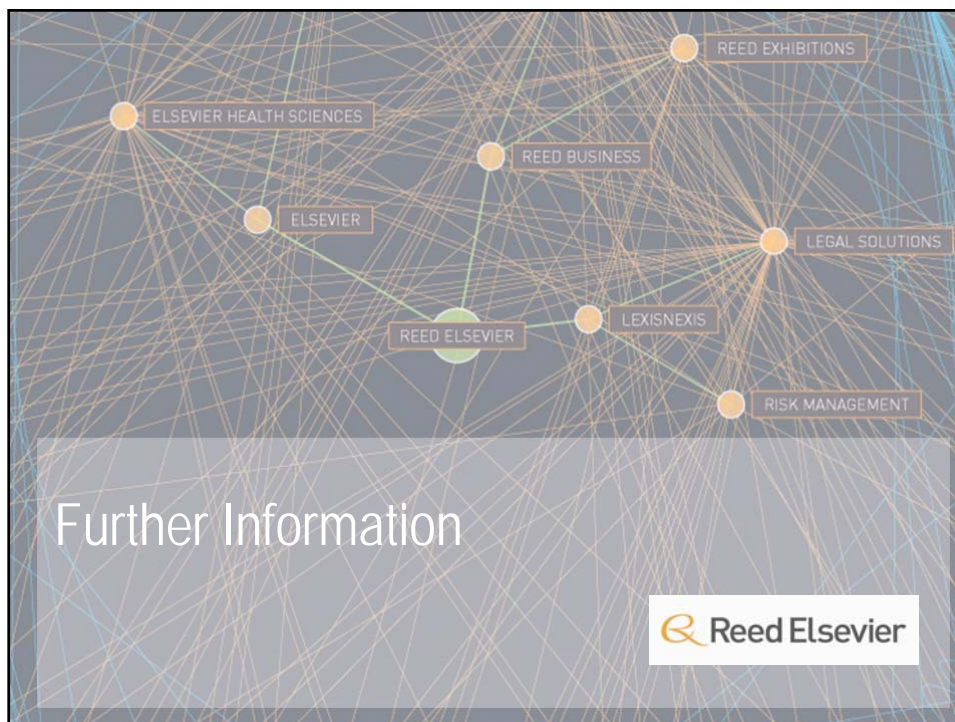 REED EXHIBITIONS
ELSEVIER HEALTH SCIENCES
REED BUSINESS
ELSEVIER
LEGAL SOLUTIONS
LEXISNEXIS
REED ELSEVIER
RISK MANAGEMENT
Further Information
Reed Elsevier